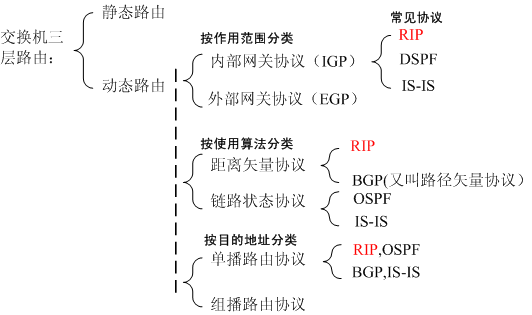 静态路由
交换机三
层路由：
动态路由
常见协议
按作用范围分类
RIP
内部网关协议（IGP）
DSPF
IS-IS
外部网关协议（EGP）
按使用算法分类
RIP
距离矢量协议
BGP(又叫路径矢量协议）
链路状态协议
OSPF
IS-IS
按目的地址分类
RIP,OSPF
单播路由协议
BGP,IS-IS
组播路由协议